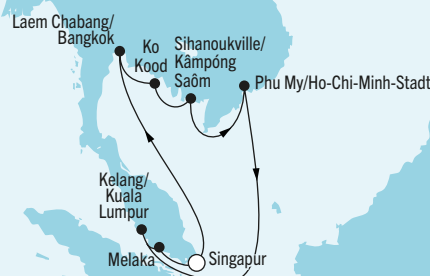 Laem Chabang/
Bangkok
Ko
Kood
Sihanoukville/
Kâmpóng
Saôm
Phu My/Ho-Chi-Minh-Stadt
Kelang/
Kuala
Lumpur
Melaka
Singapur